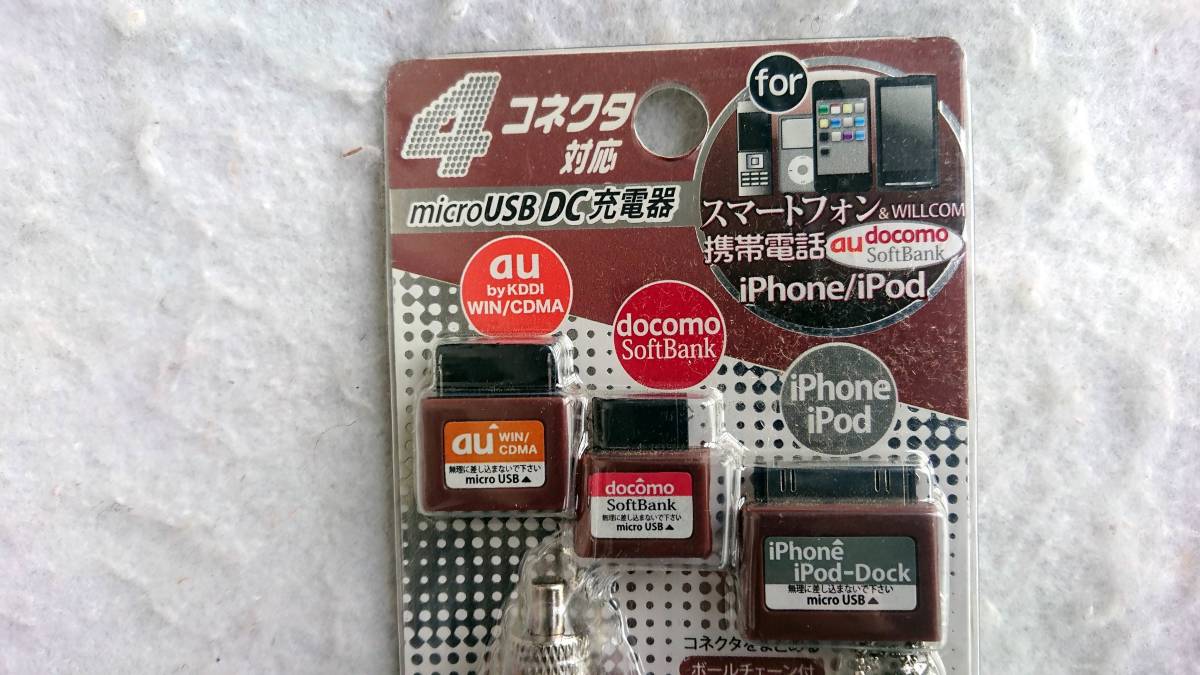 4
コネクタ
対応
microUSB DC充電器
for
スマートフォン&WILLCOM
携帯電話 au docomo
SoftBank
iPhone/iPod
au
by KDDI
WIN/CDMA
docomo
SoftBank
iPhone
iPod
au WIN/
CDMA
無理に差し込まないで下さい
micro USB▲
docomo
SoftBank
無理に差し込まないで下さい
micro USB▲
iPhone
iPod-Dock
無理に差し込まないで下さい
micro USB▲
コネクタをまとめる
ボールチェーン付